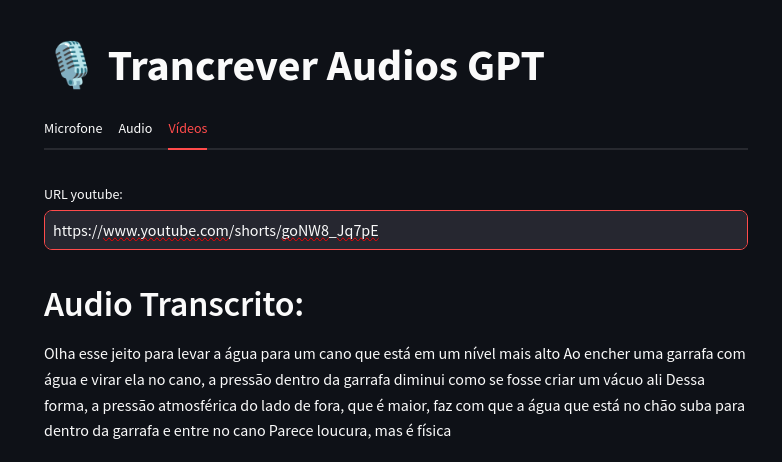 Trancrever Audios GPT
Microfone Audio Vídeos
URL youtube:
https://www.youtube.com/shorts/goNW8_Jq7pE
Audio Transcrito:
Olha esse jeito para levar a água para um cano que está em um nível mais alto Ao encher uma garrafa com
água e virar ela no cano, a pressão dentro da garrafa diminui como se fosse criar um vácuo ali Dessa
forma, a pressão atmosférica do lado de fora, que é maior, faz com que a água que está no chão suba para
dentro da garrafa e entre no cano Parece loucura, mas é física